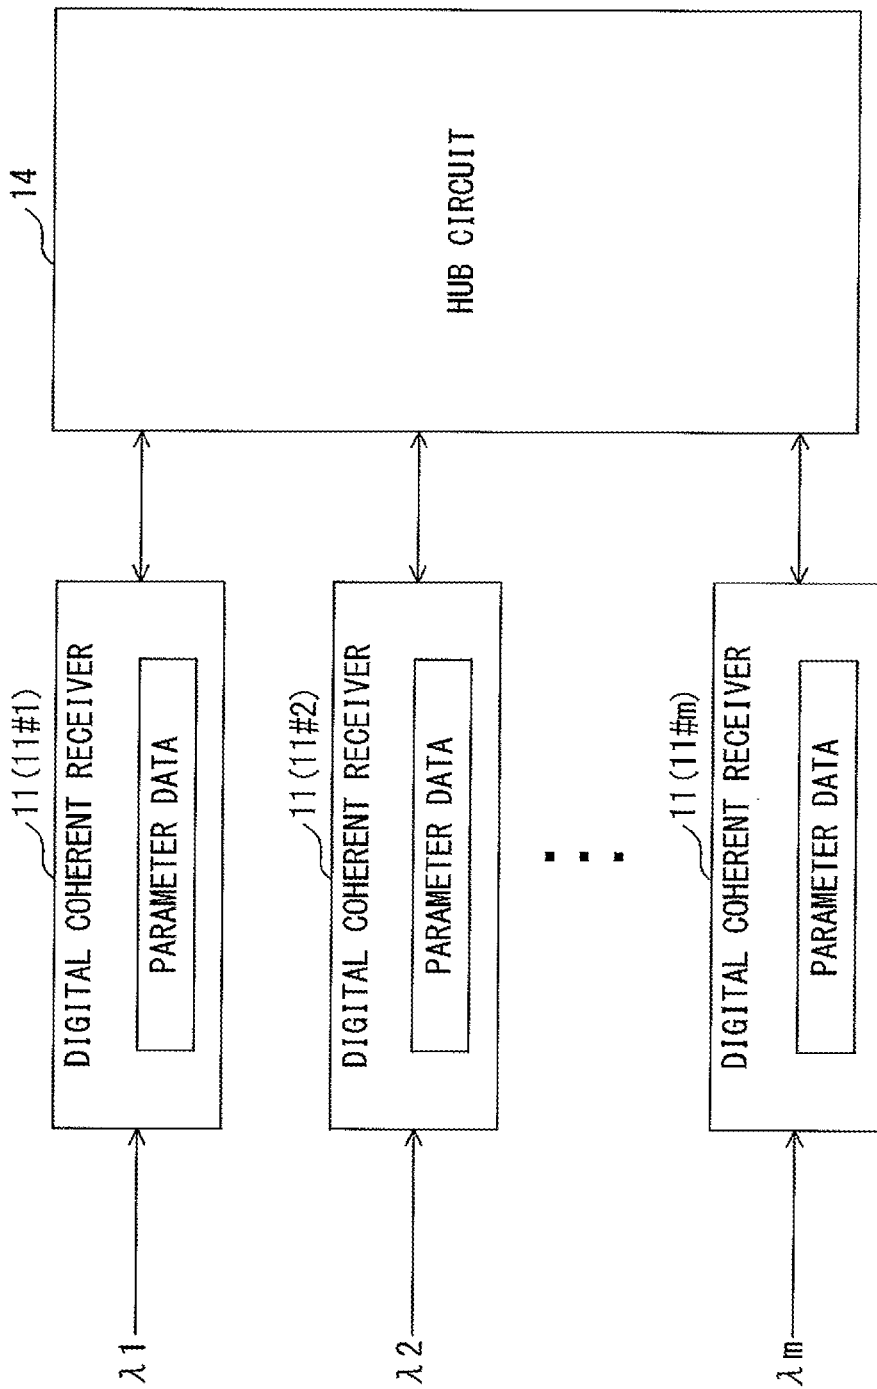 14
HUB CIRCUIT
11(11#1)
DIGITAL COHERENT RECEIVER
PARAMETER DATA
λ1
11(11#2)
DIGITAL COHERENT RECEIVER
PARAMETER DATA
λ2
11(11#m)
DIGITAL COHERENT RECEIVER
PARAMETER DATA
λm